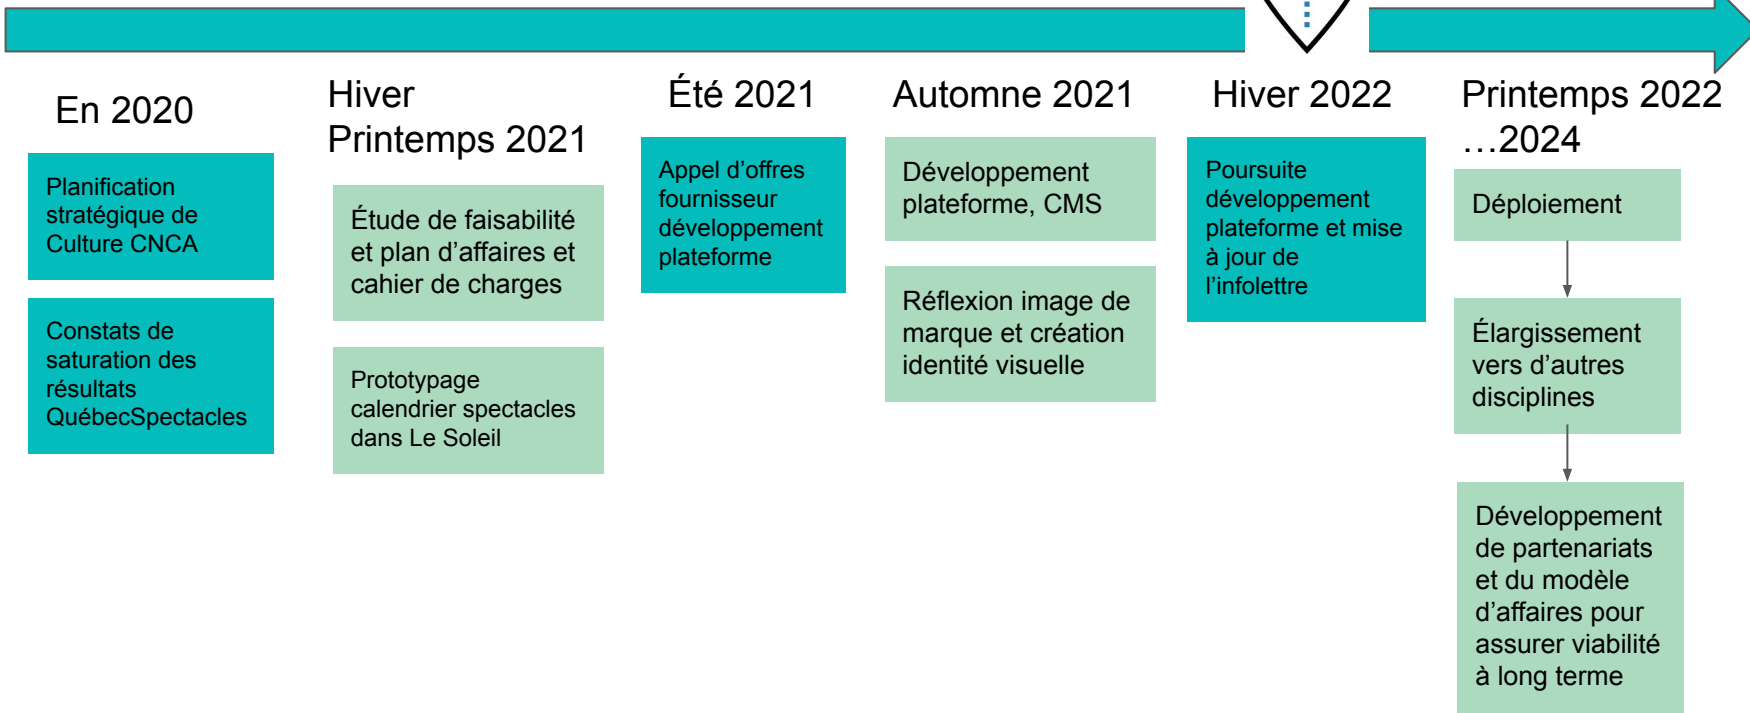 En 2020
Planification
stratégique de
Culture CNCA
Constats de
saturation des
résultats
QuébecSpectacles
Hiver
Printemps 2021
Étude de faisabilité
et plan d’affaires et
cahier de charges
Prototypage
calendrier spectacles
dans Le Soleil
Été 2021
Appel d’offres
fournisseur
développement
plateforme
Automne 2021
Développement
plateforme, CMS
Réflexion image de
marque et création
identité visuelle
Hiver 2022
Poursuite
développement
plateforme et mise
à jour de
l’infolettre
Printemps 2022
…2024
Déploiement
Élargissement
vers d’autres
disciplines
Développement
de partenariats
et du modèle
d’affaires pour
assurer viabilité
à long terme